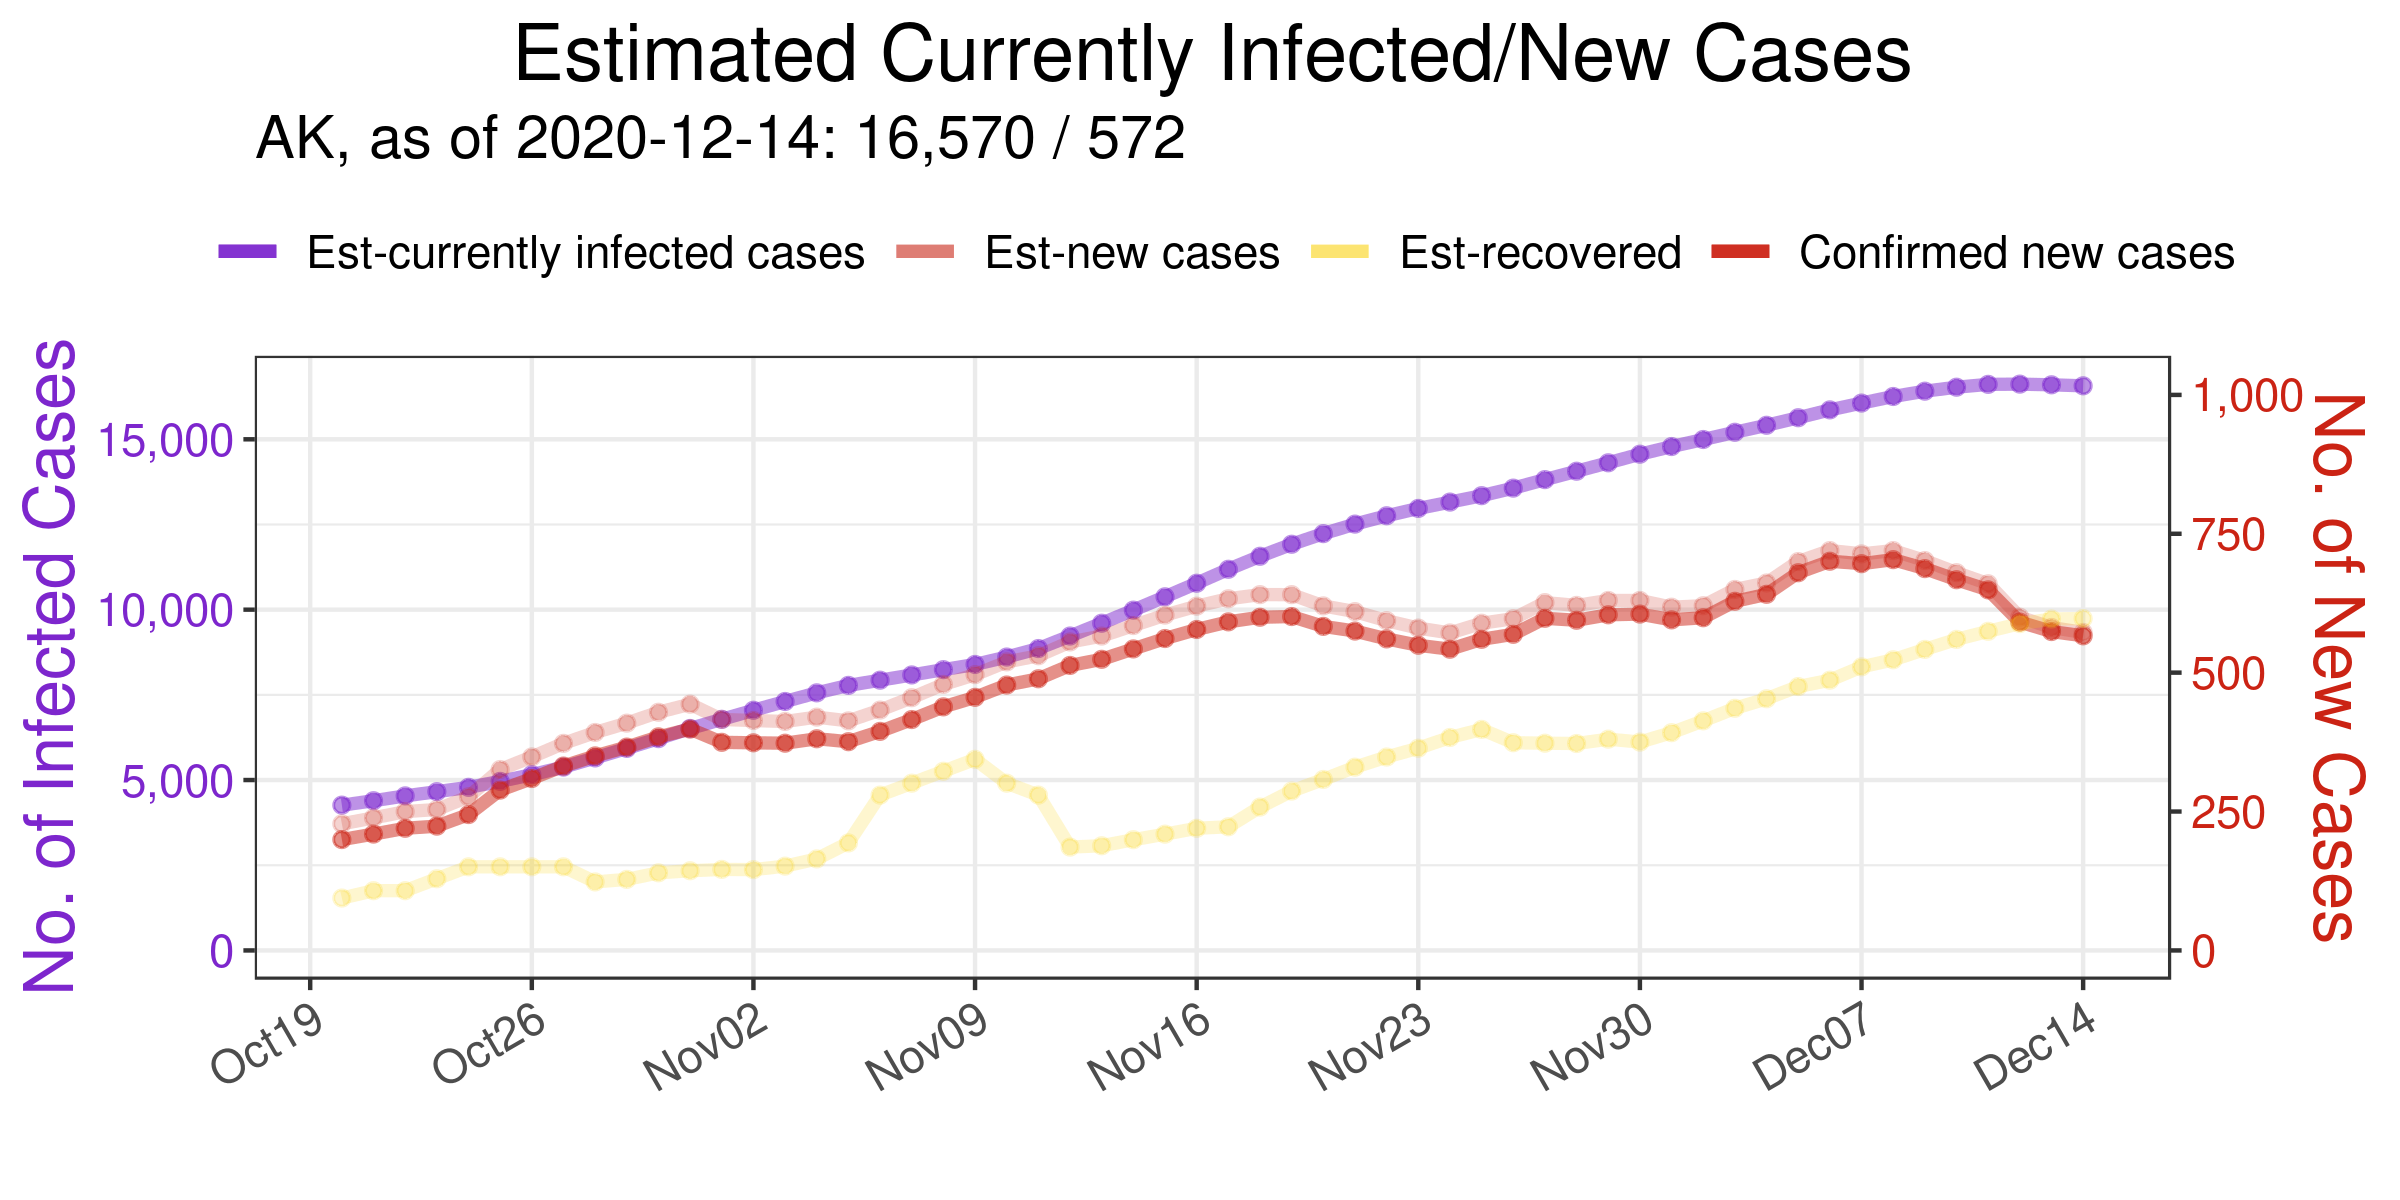 Estimated Currently Infected/New Cases
AK, as of 2020-12-14: 16,570 / 572
Est-currently infected cases Est-new cases Est-recovered Confirmed new cases
No. of Infected Cases
15,000
10,000
5,000
0
1,000
750
500
250
0
No. of New Cases
Oct19 Oct26 Nov02 Nov09 Nov16 Nov23 Nov30 Dec07 Dec14